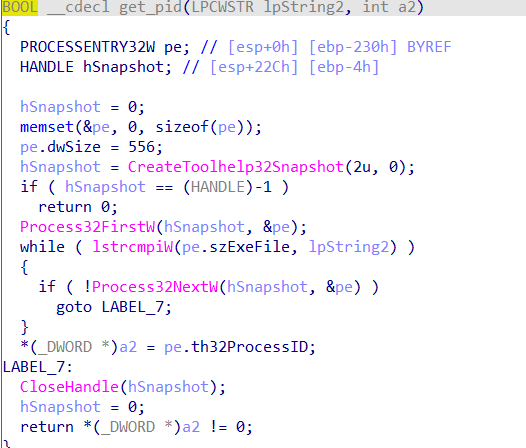 BOOL __cdecl get_pid(LPCWSTR lpString2, int a2)
{
  PROCESSENTRY32W pe; // [esp+0h] [ebp-230h] BYREF
  HANDLE hSnapshot; // [esp+22Ch] [ebp-4h]

  hSnapshot = 0;
  memset(&pe, 0, sizeof(pe));
  pe.dwSize = 556;
  hSnapshot = CreateToolhelp32Snapshot(2u, 0);
  if ( hSnapshot == (HANDLE)-1 )
    return 0;
  Process32FirstW(hSnapshot, &pe);
  while ( lstrcmpiW(pe.szExeFile, lpString2) )
  {
    if ( !Process32NextW(hSnapshot, &pe) )
      goto LABEL_7;
  }
  *(_DWORD *)a2 = pe.th32ProcessID;
LABEL_7:
  CloseHandle(hSnapshot);
  hSnapshot = 0;
  return *(_DWORD *)a2 != 0;
}